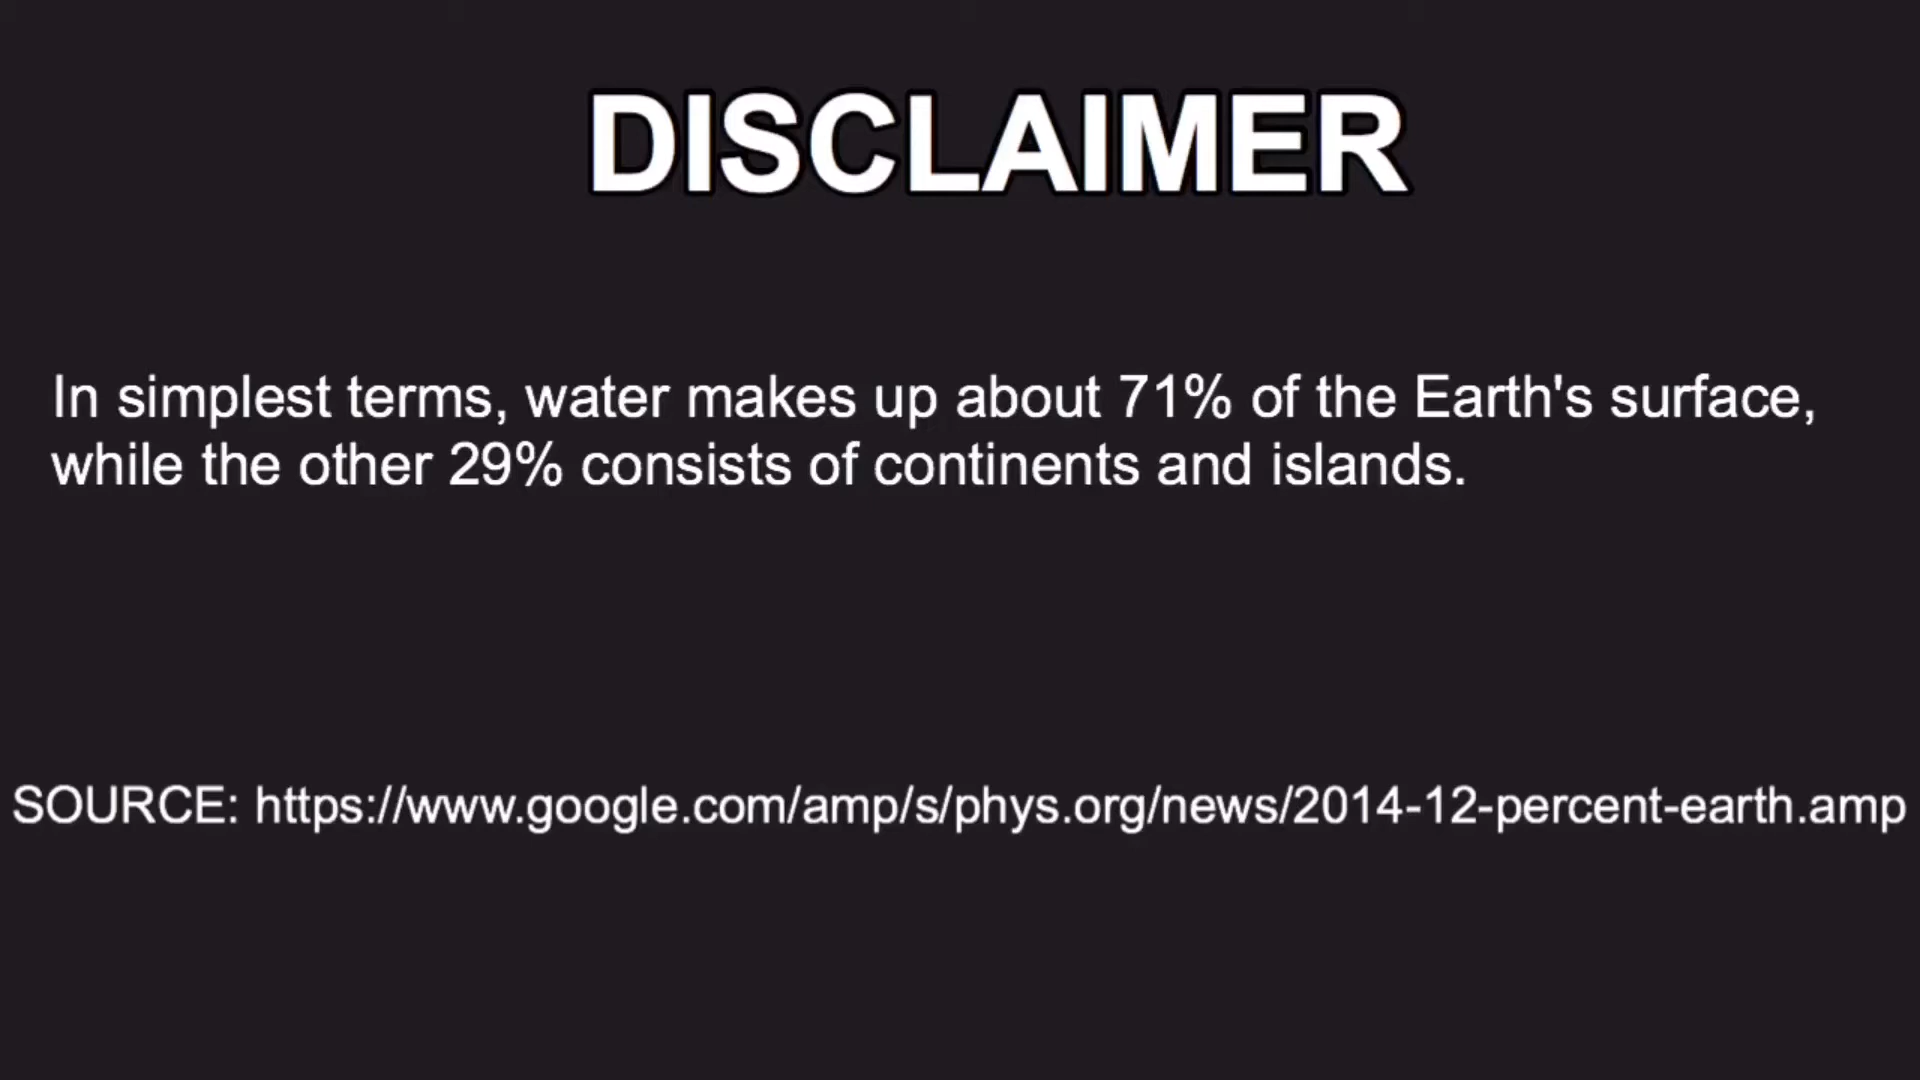 DISCLAIMER
In simplest terms, water makes up about 71% of the Earth's surface,
while the other 29% consists of continents and islands.
SOURCE: https://www.google.com/amp/s/phys.org/news/2014-12-percent-earth.amp